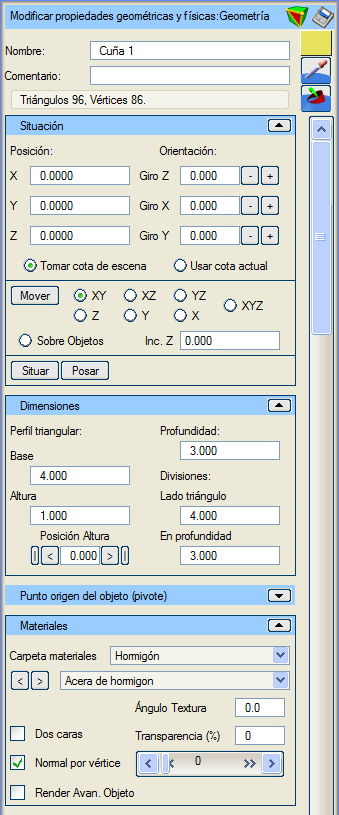 Modificar propiedades geométricas y físicas:Geometría
Nombre: Cuña 1
Comentario:
Triángulos 96, Vértices 86.
Situación
Posición: Orientación:
X 0.0000 Giro Z 0.000 - +
Y 0.0000 Giro X 0.000 - +
Z 0.0000 Giro Y 0.000 - +
Tomar cota de escena Usar cota actual
Mover XY XZ YZ XYZ
Z Y X
Sobre Objetos Inc. Z 0.000
Situar Posar
Dimensiones
Perfil triangular: Profundidad:
3.000
Base
4.000 Divisiones:
Altura Lado triángulo
1.000 4.000
Posición Altura En profundidad
| < 0.000 > | 3.000
Punto origen del objeto (pivote)
Materiales
Carpeta materiales Hormigón
< > Acera de hormigon
Ángulo Textura 0.0
Dos caras Transparencia (%) 0
Normal por vértice < |< 0 >> >
Render Avan. Objeto